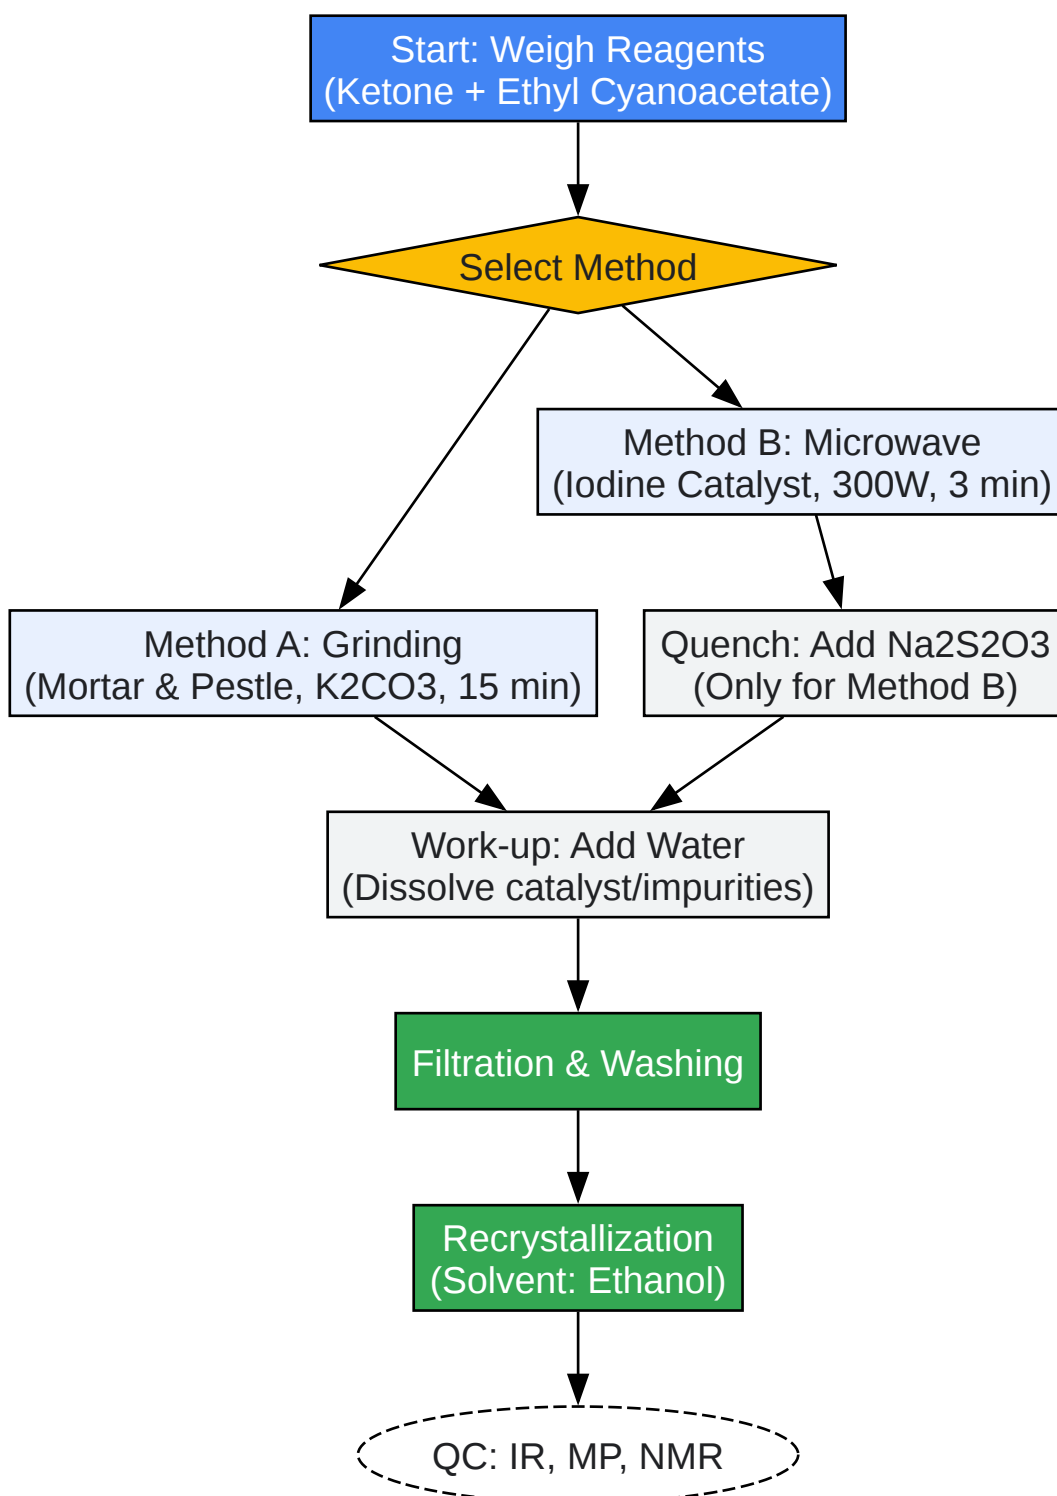 Start: Weigh Reagents
(Ketone + Ethyl Cyanoacetate)
Select Method
Method B: Microwave
(Iodine Catalyst, 300W, 3 min)
Method A: Grinding
(Mortar & Pestle, K2CO3, 15 min)
Quench: Add Na2S2O3
(Only for Method B)
Work-up: Add Water
(Dissolve catalyst/impurities)
Filtration & Washing
Recrystallization
(Solvent: Ethanol)
QC: IR, MP, NMR